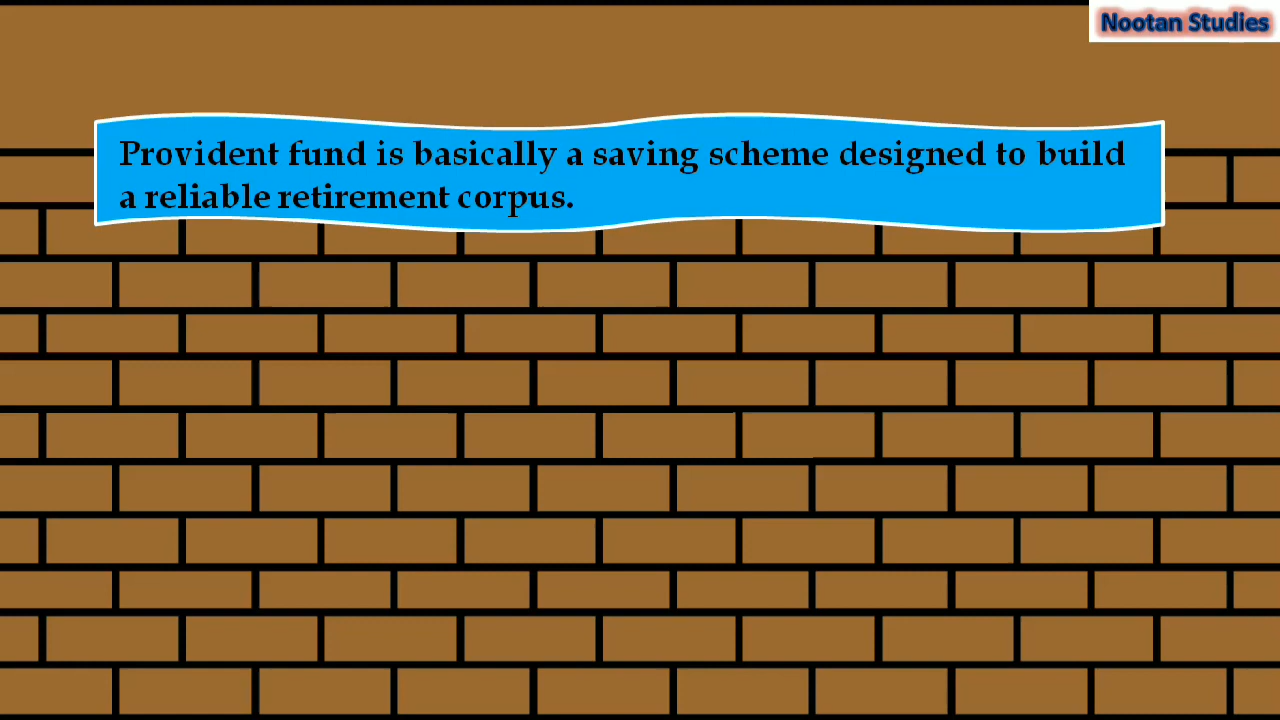 Nootan Studies
Provident fund is basically a saving scheme designed to build
a reliable retirement corpus.